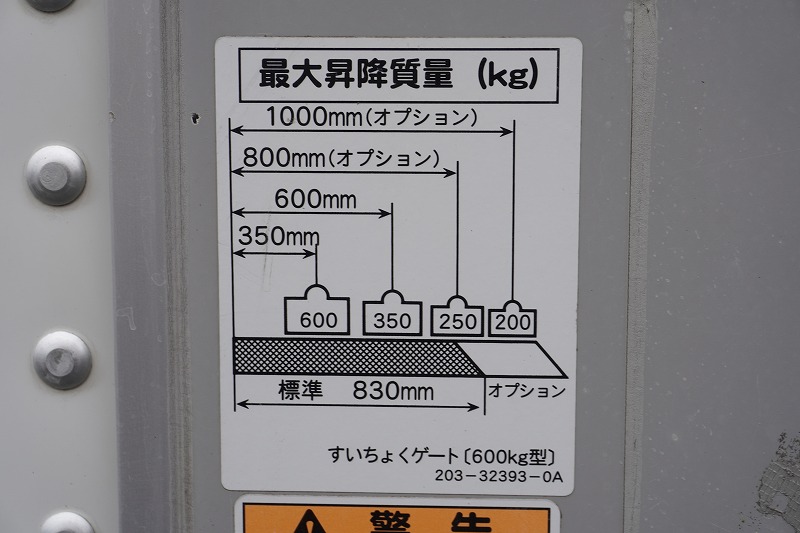 最大昇降質量 (kg)
1000mm(オプション)
800mm(オプション)
600mm
350mm
600 350 250 200
標準 830mm オプション
すいちょくゲート〔600kg型〕
203-32393-0A
警告